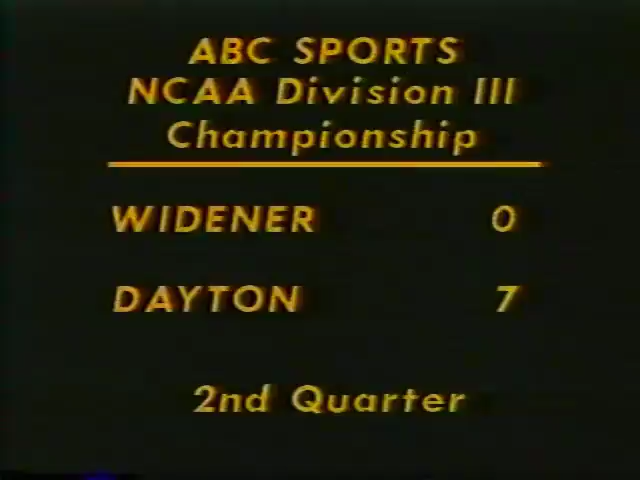 ABC SPORTS
NCAA Division III
Championship
WIDENER 0
DAYTON 7
2nd Quarter